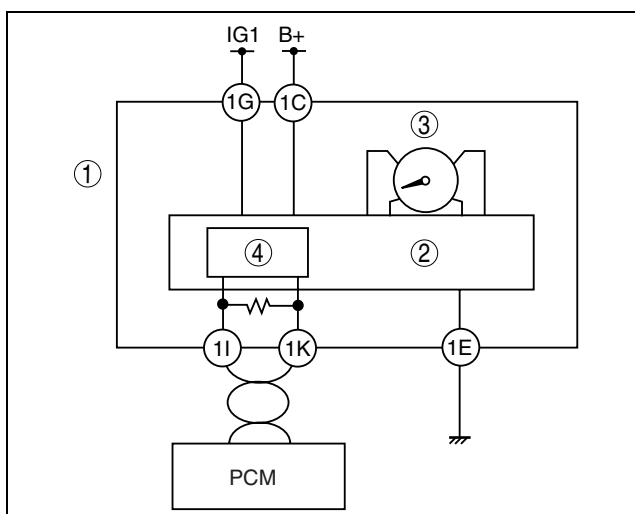 IG1 B+
1G 1C
③
①
④ ②
1I 1K 1E
PCM